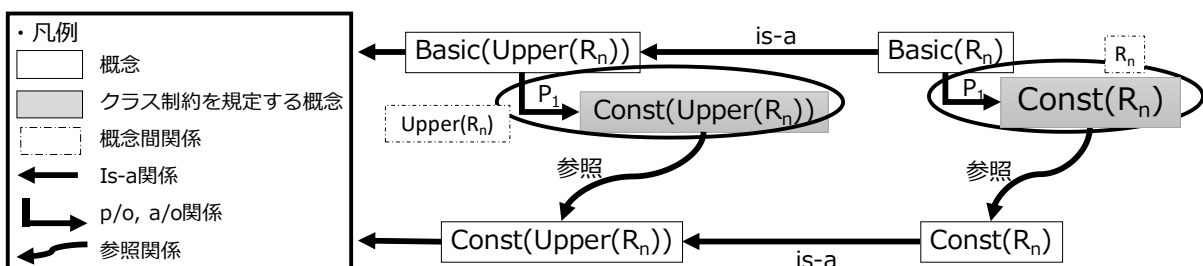 ・凡例
概念
クラス制約を規定する概念
概念間関係
Is-a関係
p/o, a/o関係
参照関係
Basic(Upper(Rn))
is-a
Basic(Rn)
Rn
P1
Const(Upper(Rn))
P1
Const(Rn)
Upper(Rn)
参照
参照
Const(Upper(Rn))
is-a
Const(Rn)